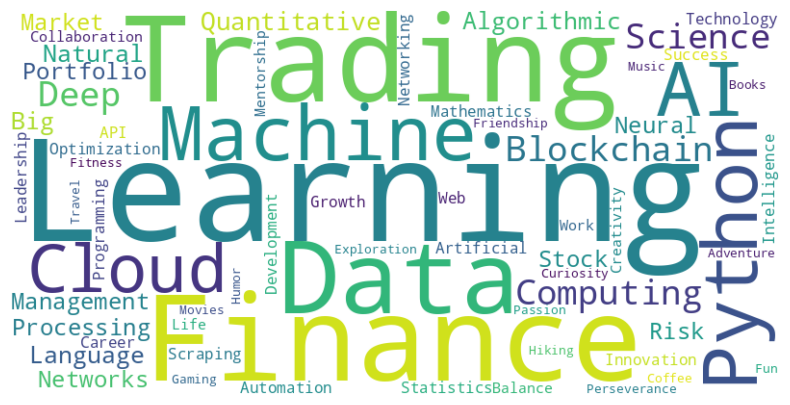 Market
Collaboration
Natural
Portfolio
Deep
Trading
Quantitative
Mentorship
Networking
Algorithmic
Technology
Science
Success
Music
Books
AI
Big
API
Optimization
Fitness
Machine
Mathematics
Friendship
Neural
Blockchain
Leadership
Learning
Travel
Programming
Growth
Web
Work
Creativity
Python
Intelligence
Adventure
Cloud
Humor
Development
Data
Exploration
Artificial
Stock
Curiosity
Computing
Management
Processing
Career
Language
Networks
Movies
Life
Scraping
Gaming
Finance
Passion
Hiking
Risk
Innovation
Coffee
Fun
Automation
Statistics
Balance
Perseverance